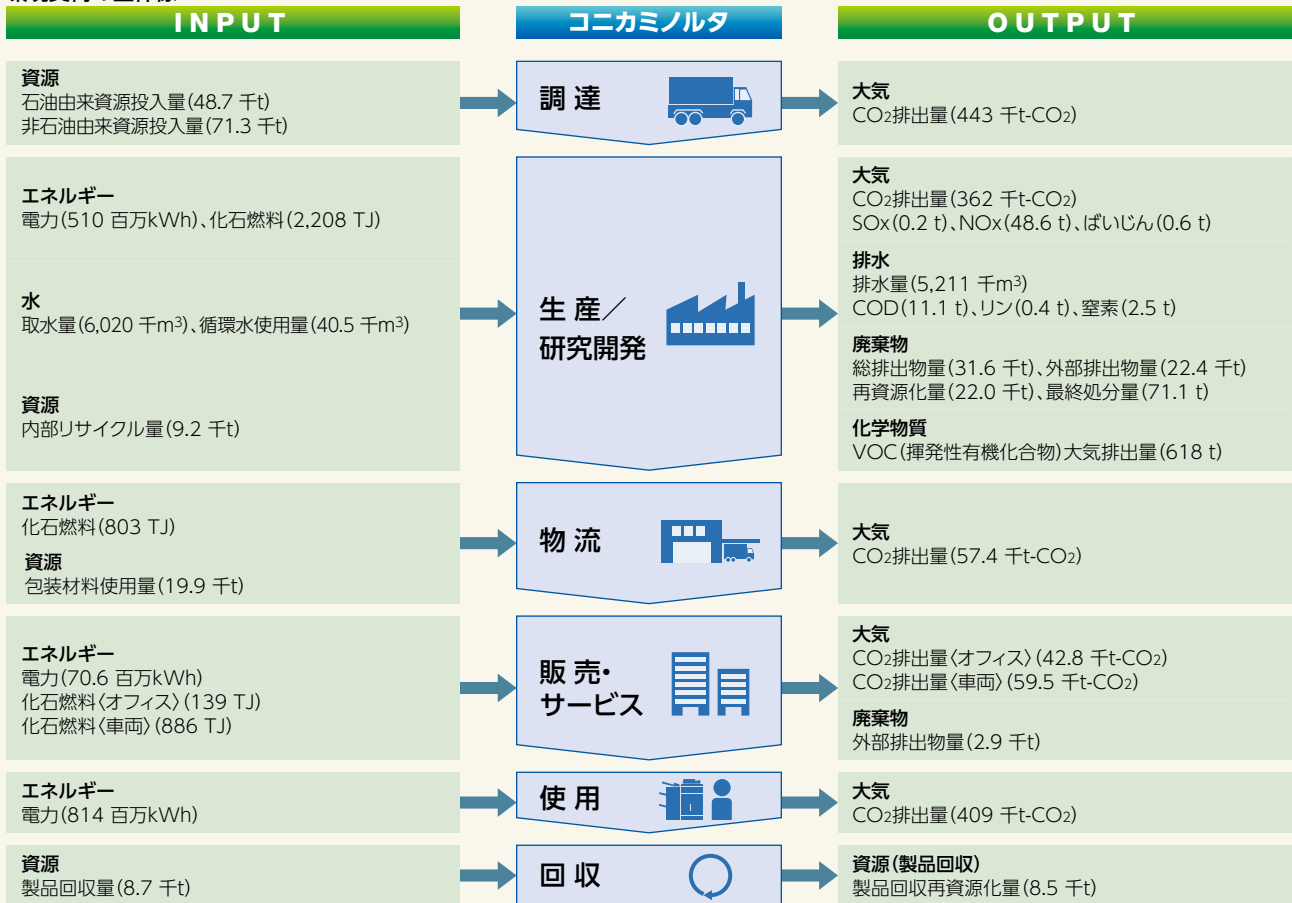 INPUT
コニカミノルタ
OUTPUT
資源
石油由来資源投入量(48.7 千t)
非石油由来資源投入量(71.3 千t)
調 達
大気
CO2排出量(443 千t-CO2)
エネルギー
電力(510 百万kWh)、化石燃料(2,208 TJ)
水
取水量(6,020 千m3)、循環水使用量(40.5 千m3)
資源
内部リサイクル量(9.2 千t)
生 産／
研究開発
大気
CO2排出量(362 千t-CO2)
SOx(0.2 t)、NOx(48.6 t)、ばいじん(0.6 t)
排水
排水量(5,211 千m3)
COD(11.1 t)、リン(0.4 t)、窒素(2.5 t)
廃棄物
総排出物量(31.6 千t)、外部排出物量(22.4 千t)
再資源化量(22.0 千t)、最終処分量(71.1 t)
化学物質
VOC(揮発性有機化合物)大気排出量(618 t)
エネルギー
化石燃料(803 TJ)
資源
包装材料使用量(19.9 千t)
物 流
大気
CO2排出量(57.4 千t-CO2)
エネルギー
電力(70.6 百万kWh)
化石燃料〈オフィス〉(139 TJ)
化石燃料〈車両〉(886 TJ)
販 売・
サービス
大気
CO2排出量〈オフィス〉(42.8 千t-CO2)
CO2排出量〈車両〉(59.5 千t-CO2)
廃棄物
外部排出物量(2.9 千t)
エネルギー
電力(814 百万kWh)
使 用
大気
CO2排出量(409 千t-CO2)
資源
製品回収量(8.7 千t)
回 収
資源(製品回収)
製品回収再資源化量(8.5 千t)